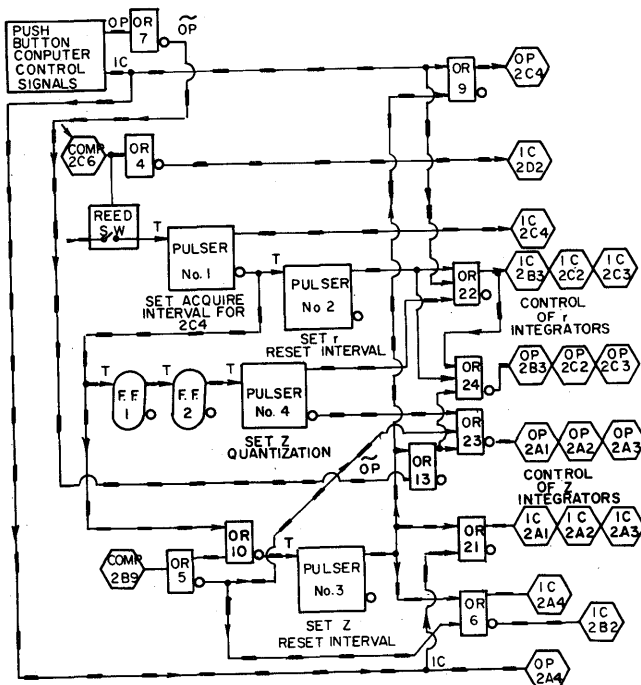 PUSH
BUTTON
CONPUTER
CONTROL
SIGNALS
OP
IC
OR
7
OP
OR
9
OP
2C4
COMP
2C6
OR
4
IC
2D2
REED
S.W
T
PULSER
No.1
IC
2C4
SET ACQUIRE
INTERVAL FOR
2C4
T
PULSER
No 2
SET r
RESET INTERVAL
OR
22
IC
2B3
IC
2C2
IC
2C3
CONTROL
OF r
INTEGRATORS
OR
24
OP
2B3
OP
2C2
OP
2C3
T
F.F
1
T
F.F
2
T
PULSER
No. 4
SET Z
QUANTIZATION
OR
23
OP
2A1
OP
2A2
OP
2A3
OP
OR
13
CONTROL
OF Z
INTEGRATORS
OR
21
IC
2A1
IC
2A2
IC
2A3
OR
10
COMP
2B9
OR
5
T
PULSER
No.3
SET Z
RESET INTERVAL
OR
6
IC
2A4
IC
2B2
IC
OP
2A4